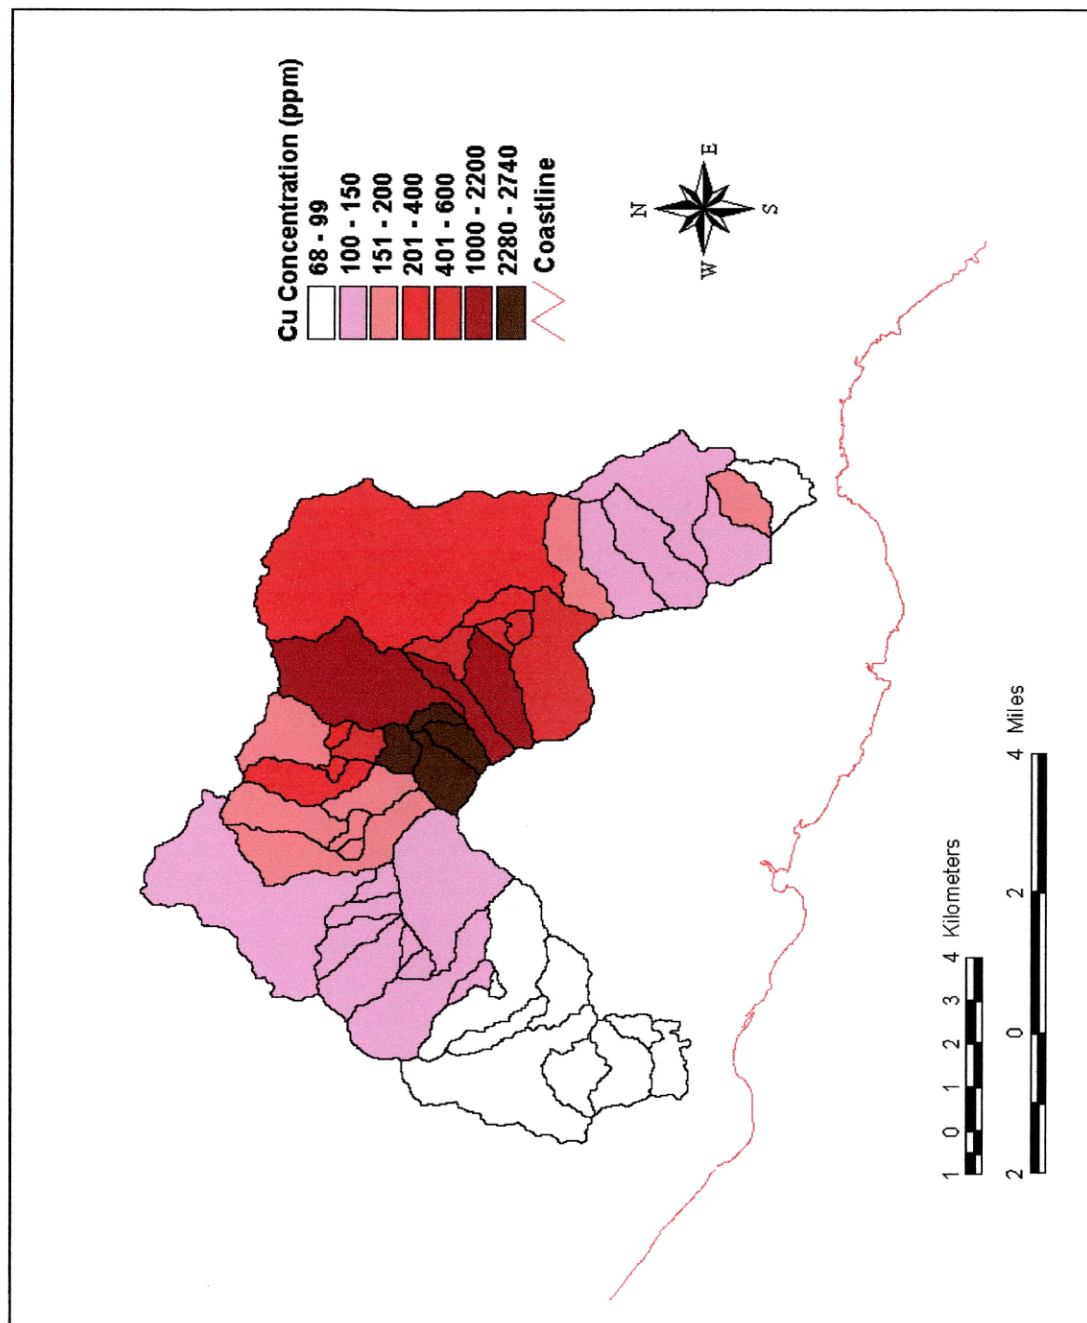 Cu Concentration (ppm)
68 - 99
100 - 150
151 - 200
201 - 400
401 - 600
1000 - 2200
2280 - 2740
Coastline
N
W
E
S
1 0 1 2 3 4 Kilometers
2 0 2 4 Miles